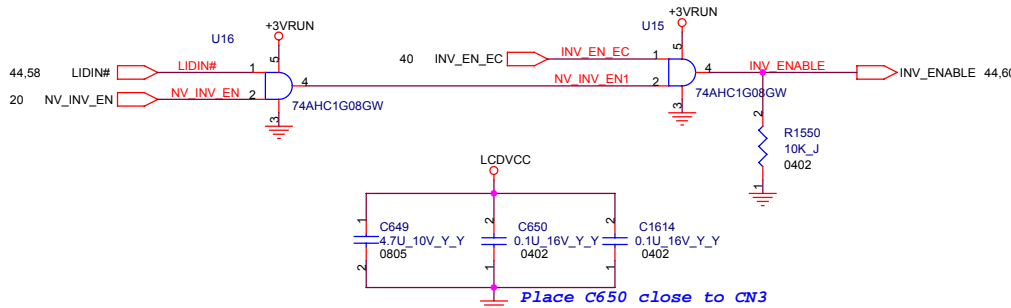 +3VRUN
+3VRUN
U16
U15
5
5
44,58 LIDIN# LIDIN# 1
4
20 NV_INV_EN NV_INV_EN 2
3
74AHC1G08GW
40 INV_EN_EC INV_EN_EC 1
NV_INV_EN1 2
4 INV_ENABLE INV_ENABLE 44,60
74AHC1G08GW
3
2
R1550
10K_J
0402
1
LCDVCC
1
C649
4.7U_10V_Y_Y
0805
2
2
C650
0.1U_16V_Y_Y
0402
1
2
C1614
0.1U_16V_Y_Y
0402
1
Place C650 close to CN3